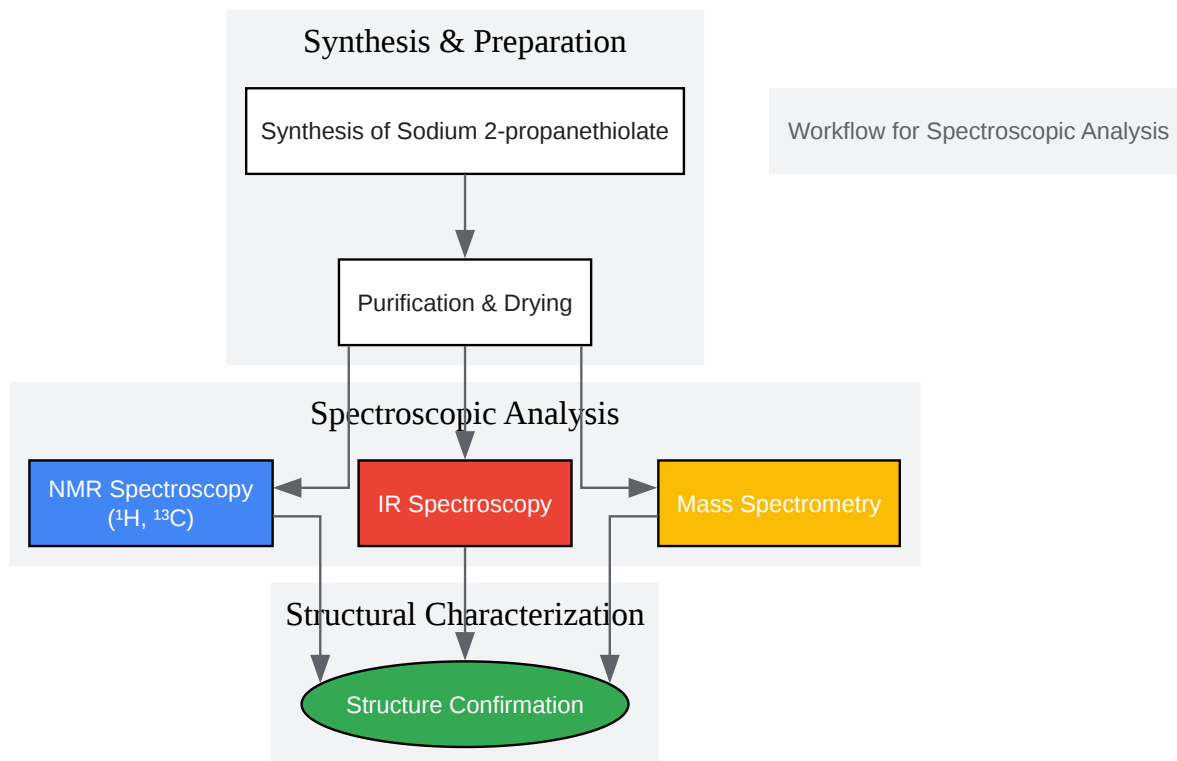 Synthesis & Preparation
Synthesis of Sodium 2-propanethiolate
Workflow for Spectroscopic Analysis
Purification & Drying
Spectroscopic Analysis
NMR Spectroscopy
(¹H, ¹³C)
IR Spectroscopy
Mass Spectrometry
Structural Characterization
Structure Confirmation